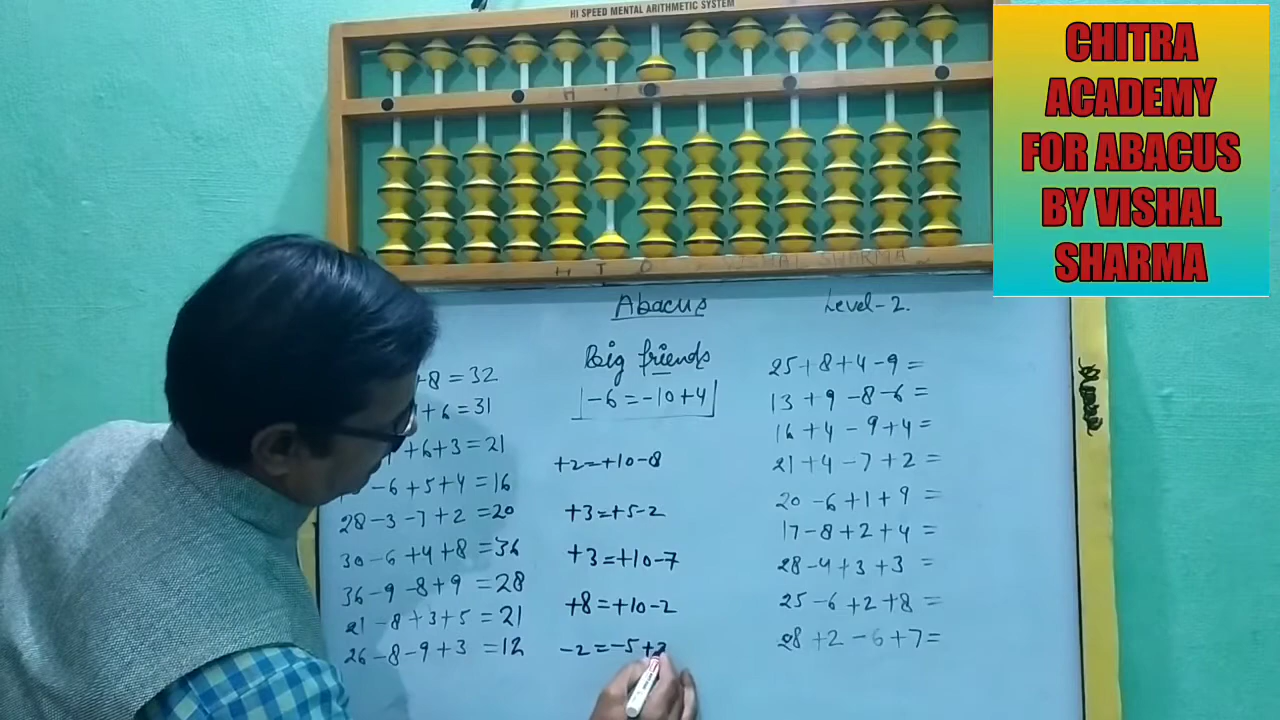 HI SPEED MENTAL ARITHMETIC SYSTEM
CHITRA
ACADEMY
FOR ABACUS
BY VISHAL
SHARMA
H T O VISHAL SHARMA
Abacus Level-2.
Big friends
-6 = -10+4
+2=+10-8
+3=+5-2
+3=+10-7
+8=+10-2
-2=-5+3
+8 = 32
+6 = 31
+6+3 = 21
-6+5+4 = 16
28-3-7+2 = 20
30-6+4+8 = 36
36-9-8+9 = 28
21-8+3+5 = 21
26-8-9+3 = 12
25+8+4-9 =
13+9-8-6 =
16+4-9+4 =
21+4-7+2 =
20-6+1+9 =
17-8+2+4 =
28-4+3+3 =
25-6+2+8 =
28+2-6+7=